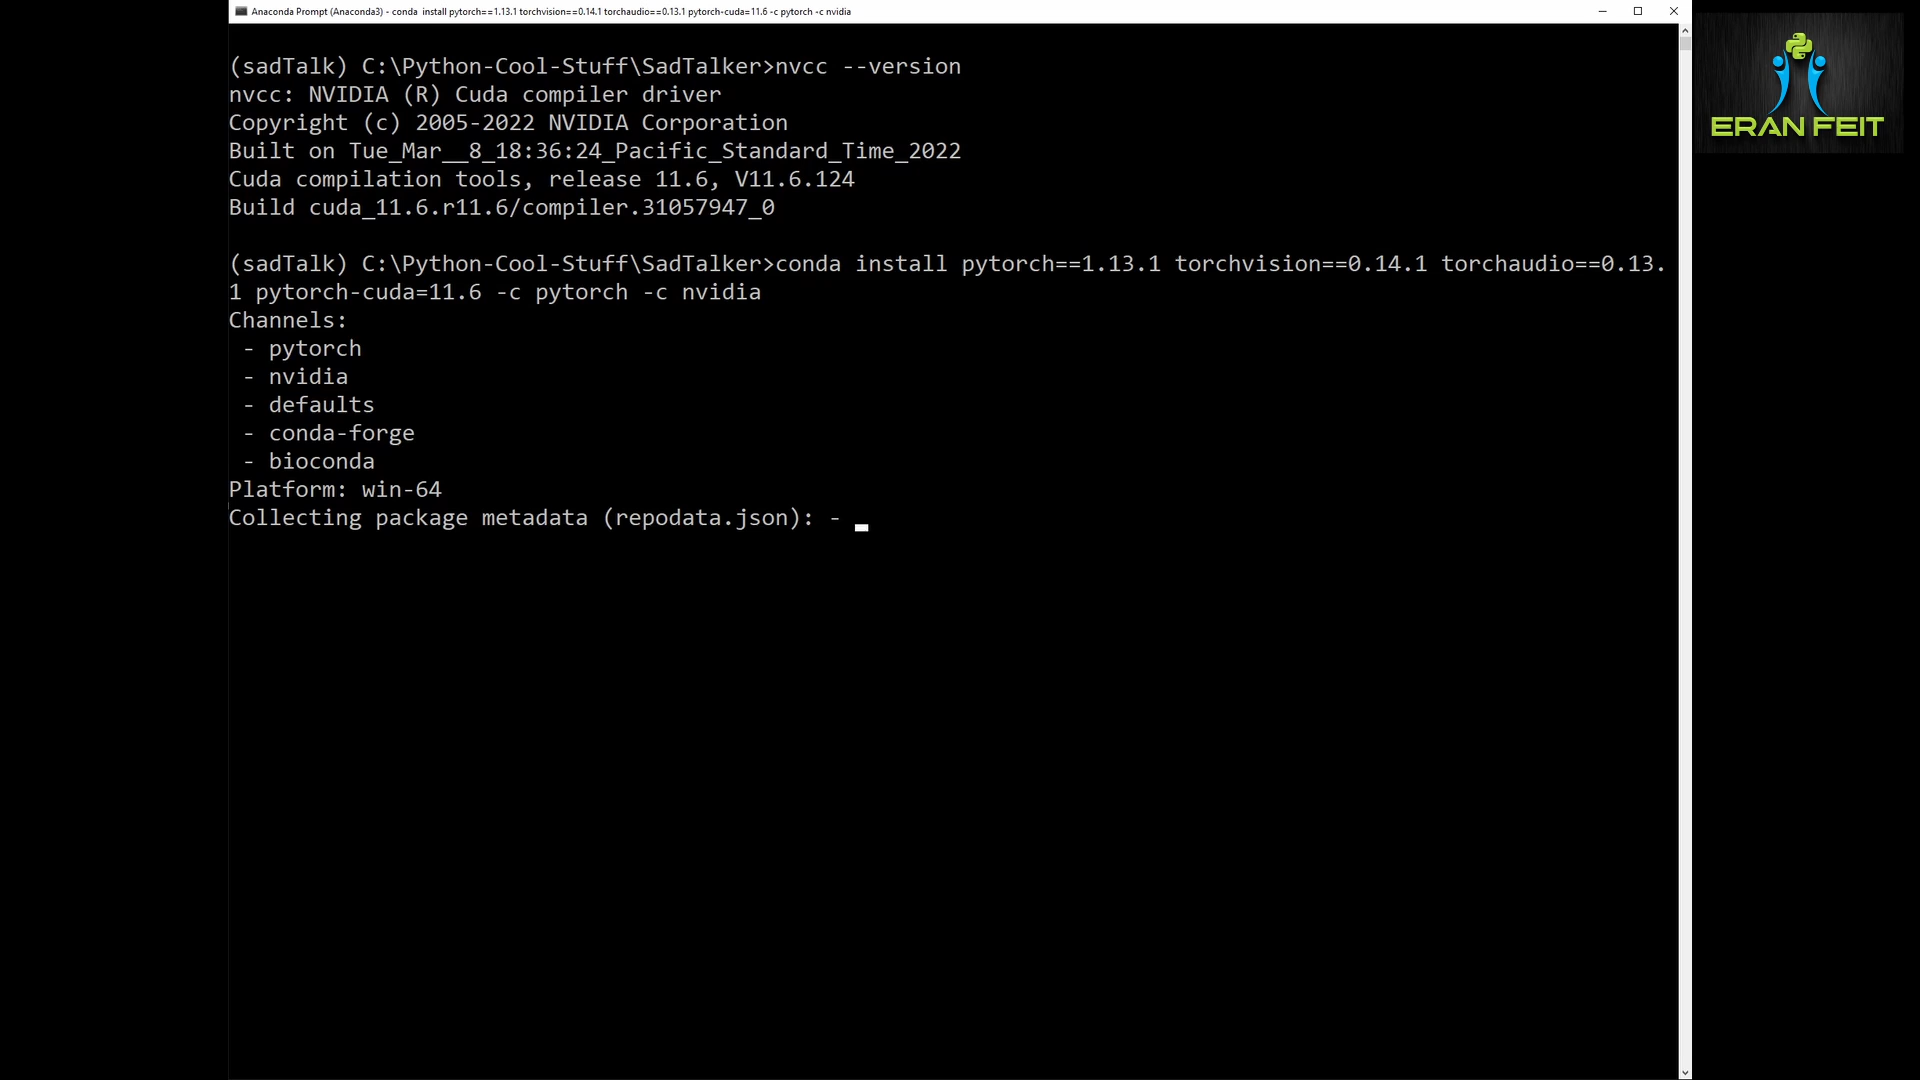 Anaconda Prompt (Anaconda3) - conda  install pytorch==1.13.1 torchvision==0.14.1 torchaudio==0.13.1 pytorch-cuda=11.6 -c pytorch -c nvidia
ERAN FEIT
(sadTalk) C:\Python-Cool-Stuff\SadTalker>nvcc --version
nvcc: NVIDIA (R) Cuda compiler driver
Copyright (c) 2005-2022 NVIDIA Corporation
Built on Tue_Mar__8_18:36:24_Pacific_Standard_Time_2022
Cuda compilation tools, release 11.6, V11.6.124
Build cuda_11.6.r11.6/compiler.31057947_0
(sadTalk) C:\Python-Cool-Stuff\SadTalker>conda install pytorch==1.13.1 torchvision==0.14.1 torchaudio==0.13.
1 pytorch-cuda=11.6 -c pytorch -c nvidia
Channels:
 - pytorch
 - nvidia
 - defaults
 - conda-forge
 - bioconda
Platform: win-64
Collecting package metadata (repodata.json): - _